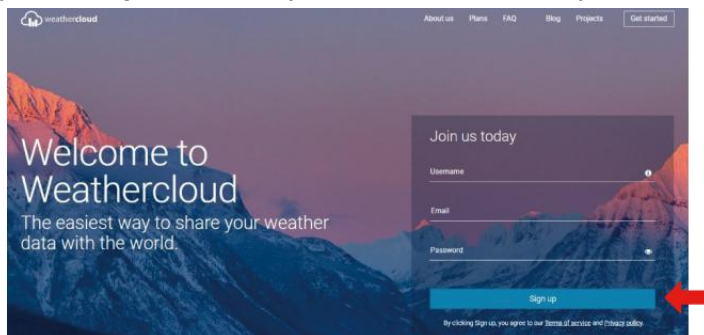 weathercloud
About us Plans FAQ Blog Projects Get started
Join us today
Welcome to
Weathercloud
Username
The easiest way to share your weather
data with the world.
Email
Password
Sign up
By clicking Sign up, you agree to our Terms of service and Privacy policy.